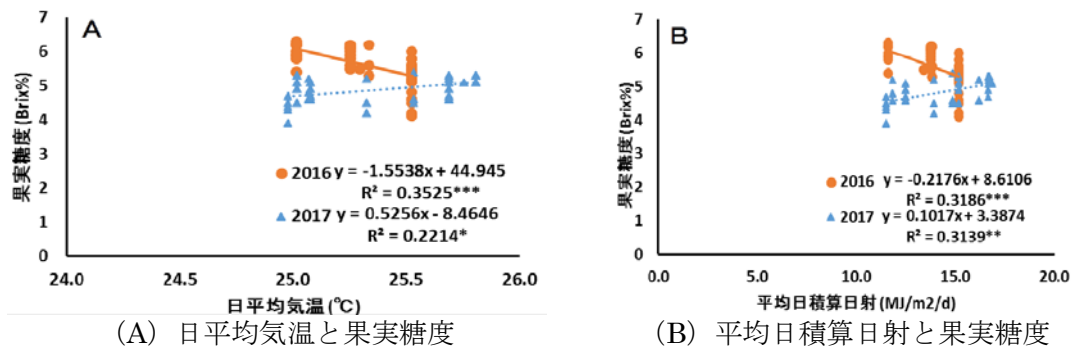 A
果実糖度(Brix%)
7
6
5
4
3
2
1
0
2016 y = -1.5538x + 44.945
R² = 0.3525***
2017 y = 0.5256x - 8.4646
R² = 0.2214*
24.0 24.5 25.0 25.5 26.0
日平均気温(℃)
(A) 日平均気温と果実糖度
B
果実糖度(Brix%)
7
6
5
4
3
2
1
0
2016 y = -0.2176x + 8.6106
R² = 0.3186***
2017 y = 0.1017x + 3.3874
R² = 0.3139**
0.0 5.0 10.0 15.0 20.0
平均日積算日射(MJ/m2/d)
(B) 平均日積算日射と果実糖度